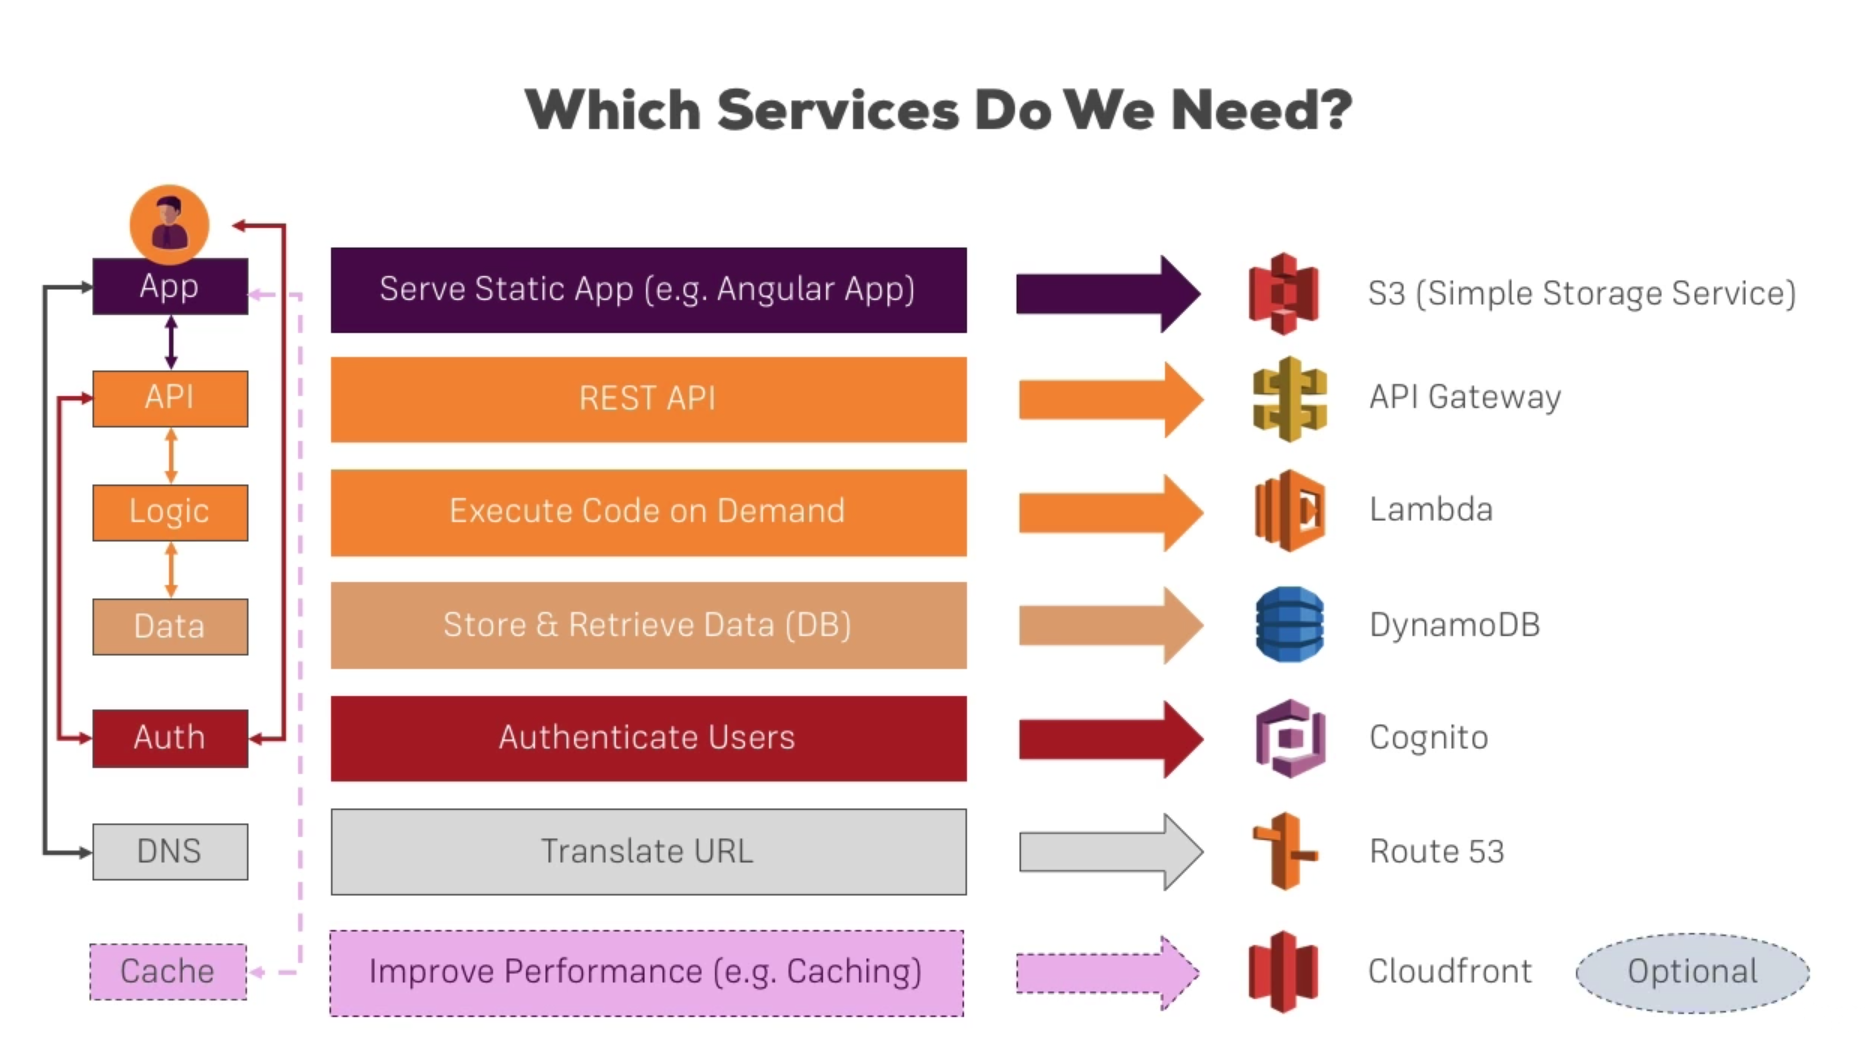 Which Services Do We Need?
App
Serve Static App (e.g. Angular App)
S3 (Simple Storage Service)
API
REST API
API Gateway
Logic
Execute Code on Demand
Lambda
Data
Store & Retrieve Data (DB)
DynamoDB
Auth
Authenticate Users
Cognito
DNS
Translate URL
Route 53
Cache
Improve Performance (e.g. Caching)
Cloudfront
Optional